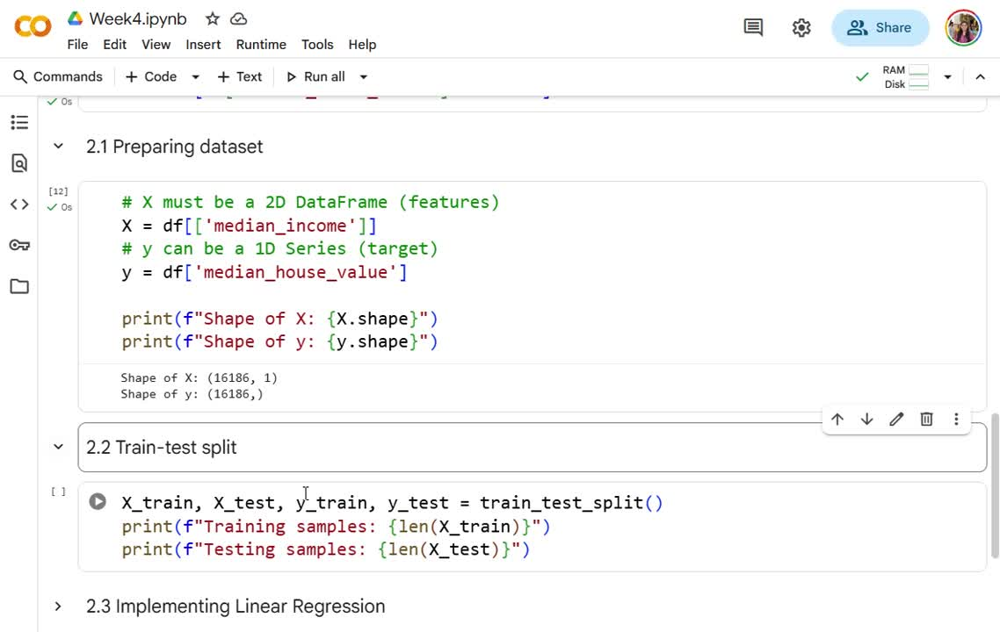 Week4.ipynb
File Edit View Insert Runtime Tools Help
Share
Commands + Code + Text Run all
RAM
Disk
0s
2.1 Preparing dataset
[12]
0s
# X must be a 2D DataFrame (features)
X = df[['median_income']]
# y can be a 1D Series (target)
y = df['median_house_value']
print(f"Shape of X: {X.shape}")
print(f"Shape of y: {y.shape}")
Shape of X: (16186, 1)
Shape of y: (16186,)
2.2 Train-test split
[ ]
X_train, X_test, y_train, y_test = train_test_split()
print(f"Training samples: {len(X_train)}")
print(f"Testing samples: {len(X_test)}")
2.3 Implementing Linear Regression